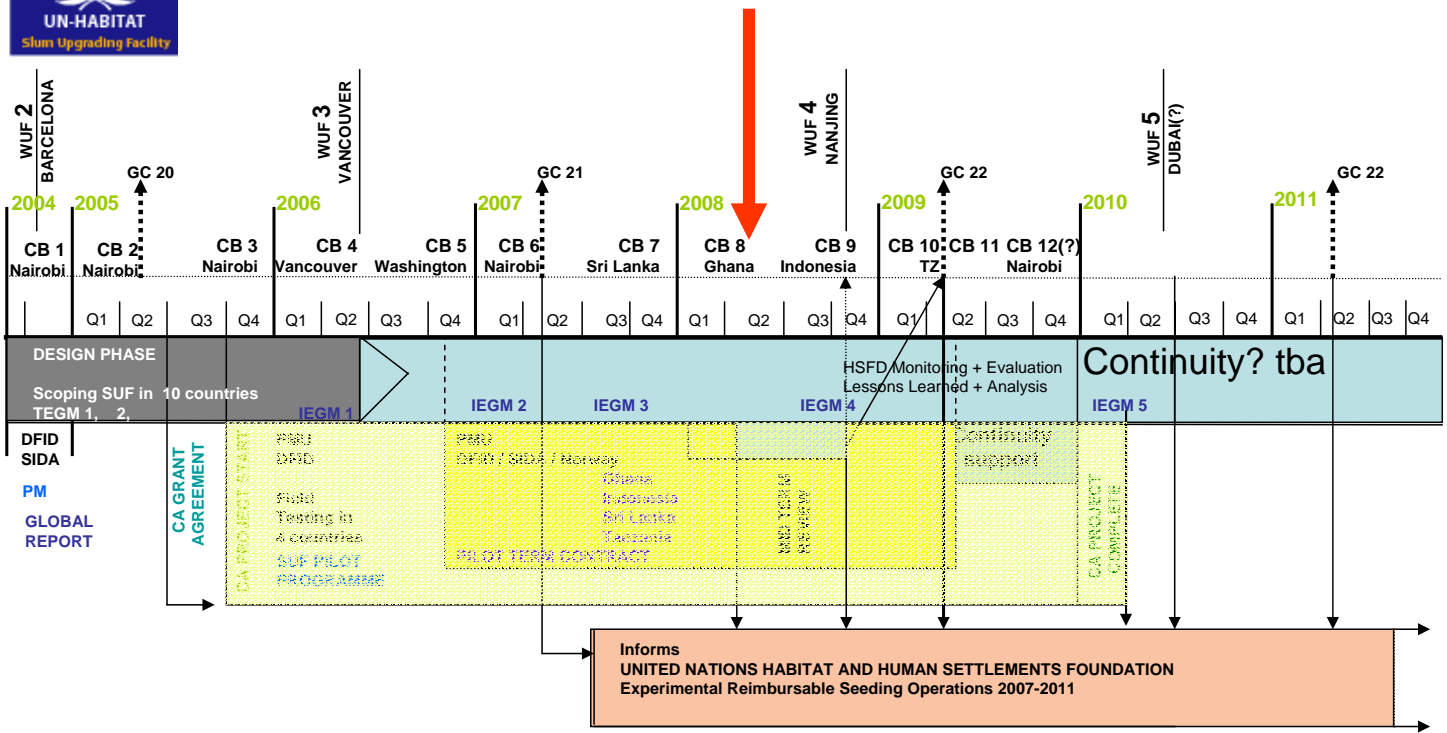 UN-HABITAT
Slum Upgrading Facility
WUF 2
BARCELONA
WUF 3
VANCOUVER
WUF 4
NANJING
WUF 5
DUBAI(?)
GC 20
GC 21
GC 22
GC 22
2004
2005
2006
2007
2008
2009
2010
2011
CB 1
Nairobi
CB 2
Nairobi
CB 3
Nairobi
CB 4
Vancouver
CB 5
Washington
CB 6
Nairobi
CB 7
Sri Lanka
CB 8
Ghana
CB 9
Indonesia
CB 10
TZ
CB 11
CB 12(?)
Nairobi
Q1 Q2 Q3 Q4 Q1 Q2 Q3 Q4 Q1 Q2 Q3 Q4 Q1 Q2 Q3 Q4 Q1 Q2 Q3 Q4 Q1 Q2 Q3 Q4 Q1 Q2 Q3 Q4
DESIGN PHASE
Scoping SUF in 10 countries
TEGM 1, 2,
IEGM 1
IEGM 2
IEGM 3
IEGM 4
IEGM 5
HSFD Monitoring + Evaluation
Lessons Learned + Analysis
Continuity? tba
DFID
SIDA
PM
GLOBAL
REPORT
CA GRANT
AGREEMENT
CA PROJECT START
PMU
DFID
Field
Testing in
4 countries
SUF PILOT
PROGRAMME
PMU
DFID / SIDA / Norway
Ghana
Indonesia
Sri Lanka
Tanzania
PILOT TERM CONTRACT
MID TERM
REVIEW
Continuity
support
CA PROJECT
COMPLETE
Informs
UNITED NATIONS HABITAT AND HUMAN SETTLEMENTS FOUNDATION
Experimental Reimbursable Seeding Operations 2007-2011